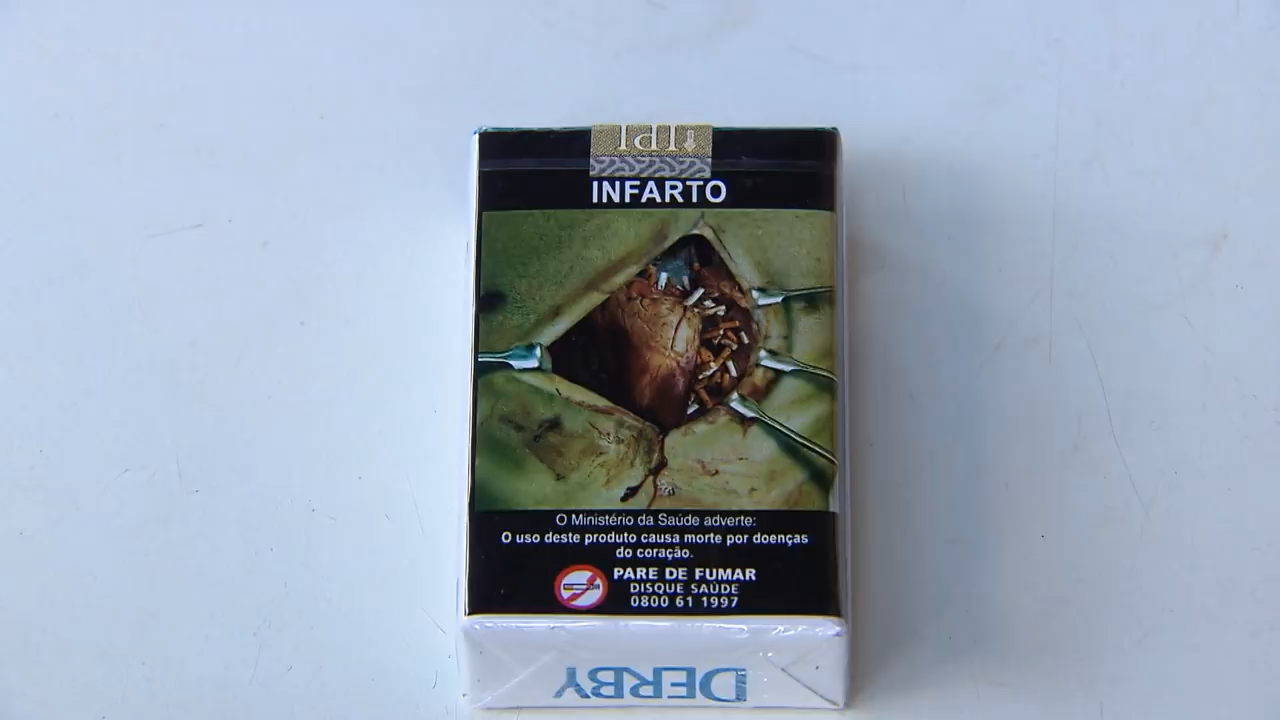 IPI
INFARTO
O Ministério da Saúde adverte:
O uso deste produto causa morte por doenças
do coração.
PARE DE FUMAR
DISQUE SAÚDE
0800 61 1997
DERBY